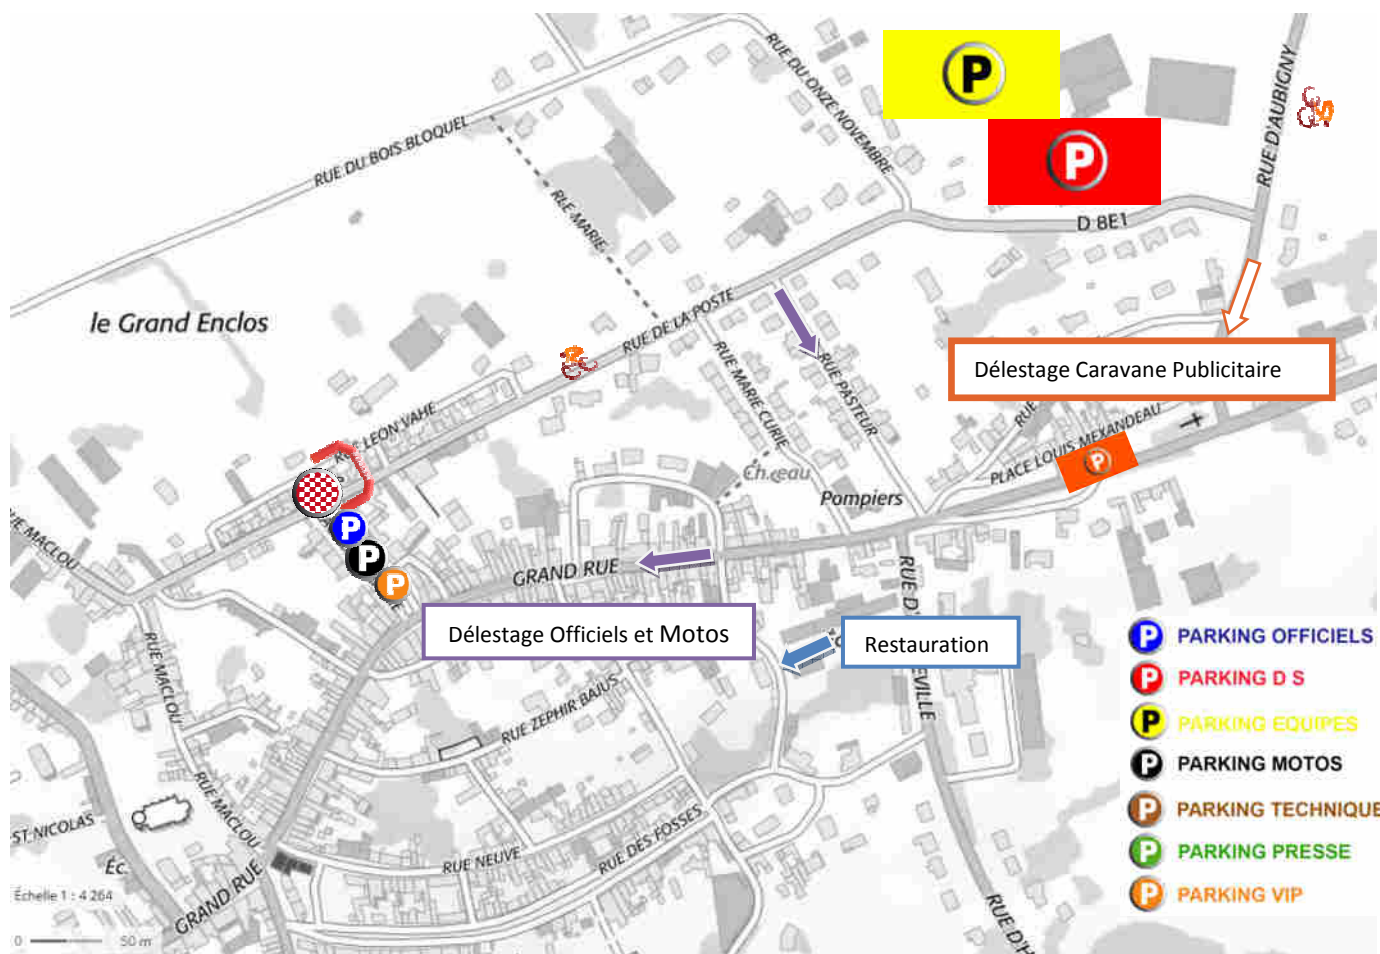 RUE DU ONZE NOVEMBRE
RUE D'AUBIGNY
P
P
RUE DU BOIS BLOQUEL
RLE MARIE
D 8E1
le Grand Enclos
RUE DE LA POSTE
RUE MARIE CURIE
RUE PASTEUR
Délestage Caravane Publicitaire
RUE
LEON VAHE
PLACE LOUIS MEXANDEAU
P
Pompiers
P
P
P
MACLOU
GRAND RUE
RUE D'
Délestage Officiels et Motos
Restauration
EVILLE
RUE MACLOU
RUE ZEPHIR BAJUS
P PARKING OFFICIELS
P PARKING D S
P PARKING EQUIPES
P PARKING MOTOS
P PARKING TECHNIQUE
P PARKING PRESSE
P PARKING VIP
RUE MACLOU
ST NICOLAS
Éc.
RUE NEUVE
RUE DES FOSSES
GRAND RUE
RUE D'H
Échelle 1 : 4 264
0 50 m